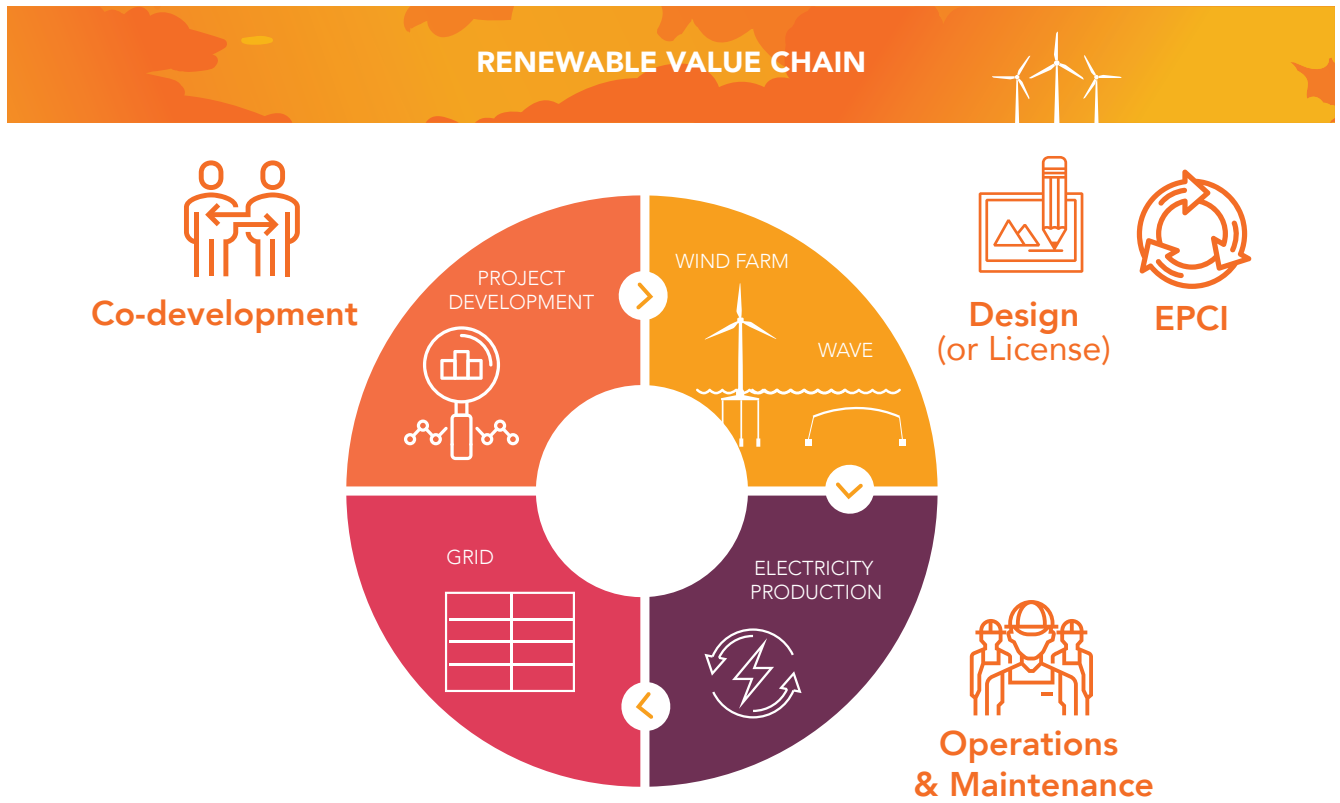 RENEWABLE VALUE CHAIN
Co-development
PROJECT
DEVELOPMENT
WIND FARM
WAVE
Design
(or License)
EPCI
GRID
ELECTRICITY
PRODUCTION
Operations
& Maintenance